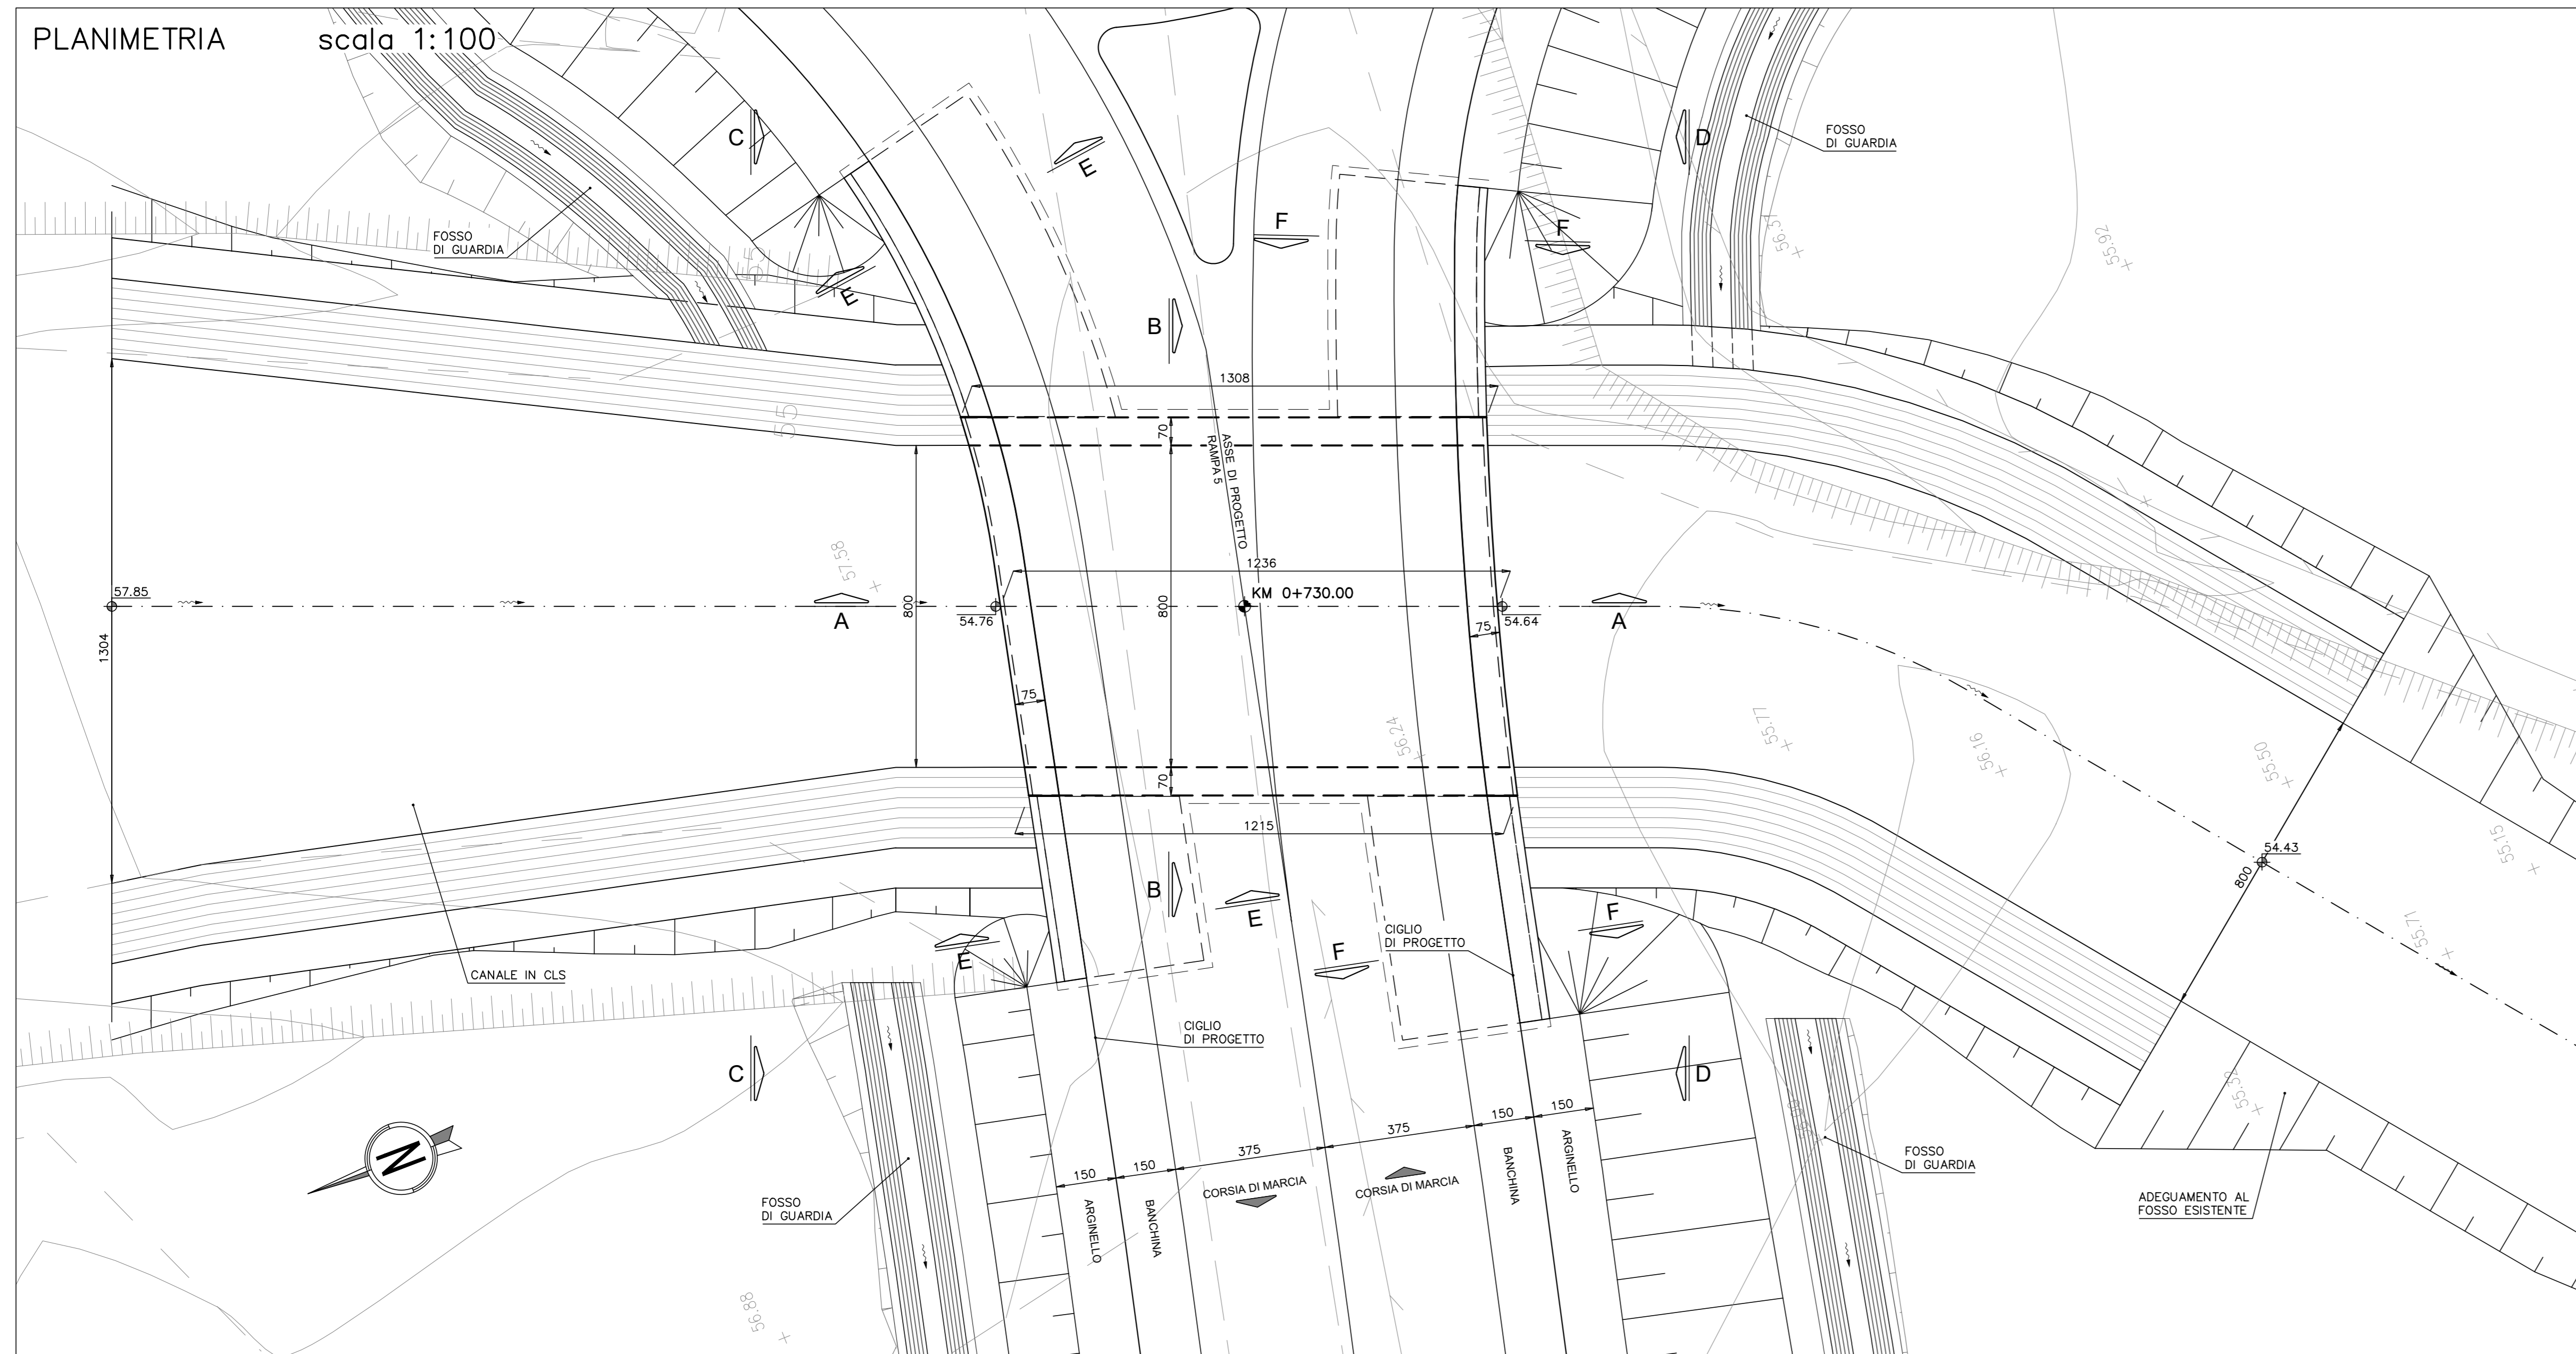 PLANIMETRIA scala 1:100
C
D
FOSSO
DI GUARDIA
E
F
F
56.31
55.92
FOSSO
DI GUARDIA
55
E
B
1308
55
70
ASSE DI PROGETTO
RAMPA 5
57.58
1236
57.85
KM 0+730.00
A
800
54.76
800
54.64
A
75
1304
75
56.24
55.77
56.16
55.50
70
1215
55.15
54.43
800
B
E
F
E
F
CIGLIO
DI PROGETTO
55.71
CANALE IN CLS
CIGLIO
DI PROGETTO
C
D
N
150
150
375
375
150
150
ARGINELLO
BANCHINA
CORSIA DI MARCIA
CORSIA DI MARCIA
BANCHINA
ARGINELLO
FOSSO
DI GUARDIA
FOSSO
DI GUARDIA
ADEGUAMENTO AL
FOSSO ESISTENTE
56.88